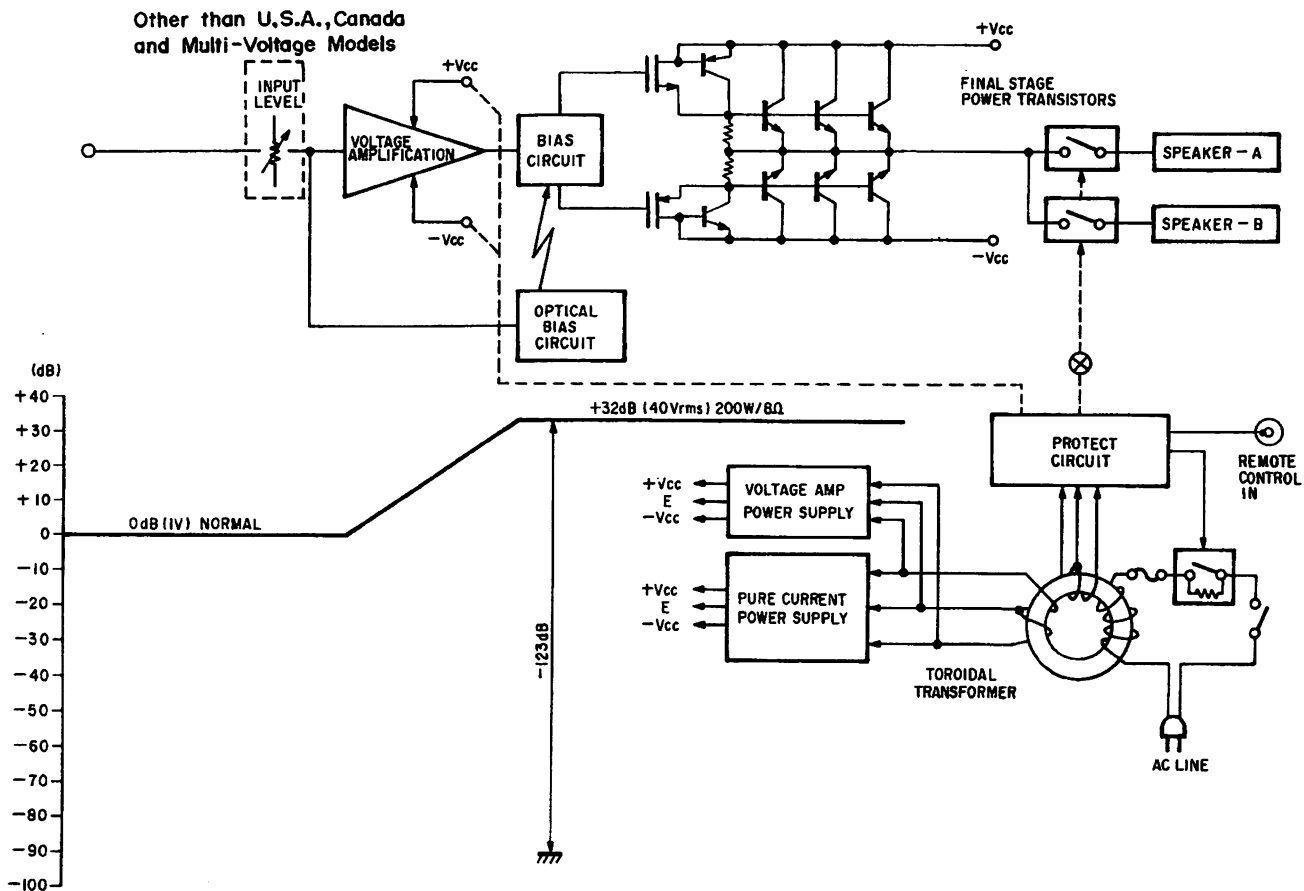 Other than U.S.A., Canada
and Multi-Voltage Models
INPUT
LEVEL
+Vcc
VOLTAGE
AMPLIFICATION
-Vcc
BIAS
CIRCUIT
OPTICAL
BIAS
CIRCUIT
+Vcc
FINAL STAGE
POWER TRANSISTORS
-Vcc
SPEAKER-A
SPEAKER-B
(dB)
+40
+30
+20
+10
0
-10
-20
-30
-40
-50
-60
-70
-80
-90
-100
0dB (1V) NORMAL
+32dB (40Vrms) 200W/8Ω
-123dB
PROTECT
CIRCUIT
REMOTE
CONTROL
IN
+Vcc
E
-Vcc
VOLTAGE AMP
POWER SUPPLY
+Vcc
E
-Vcc
PURE CURRENT
POWER SUPPLY
TOROIDAL
TRANSFORMER
AC LINE